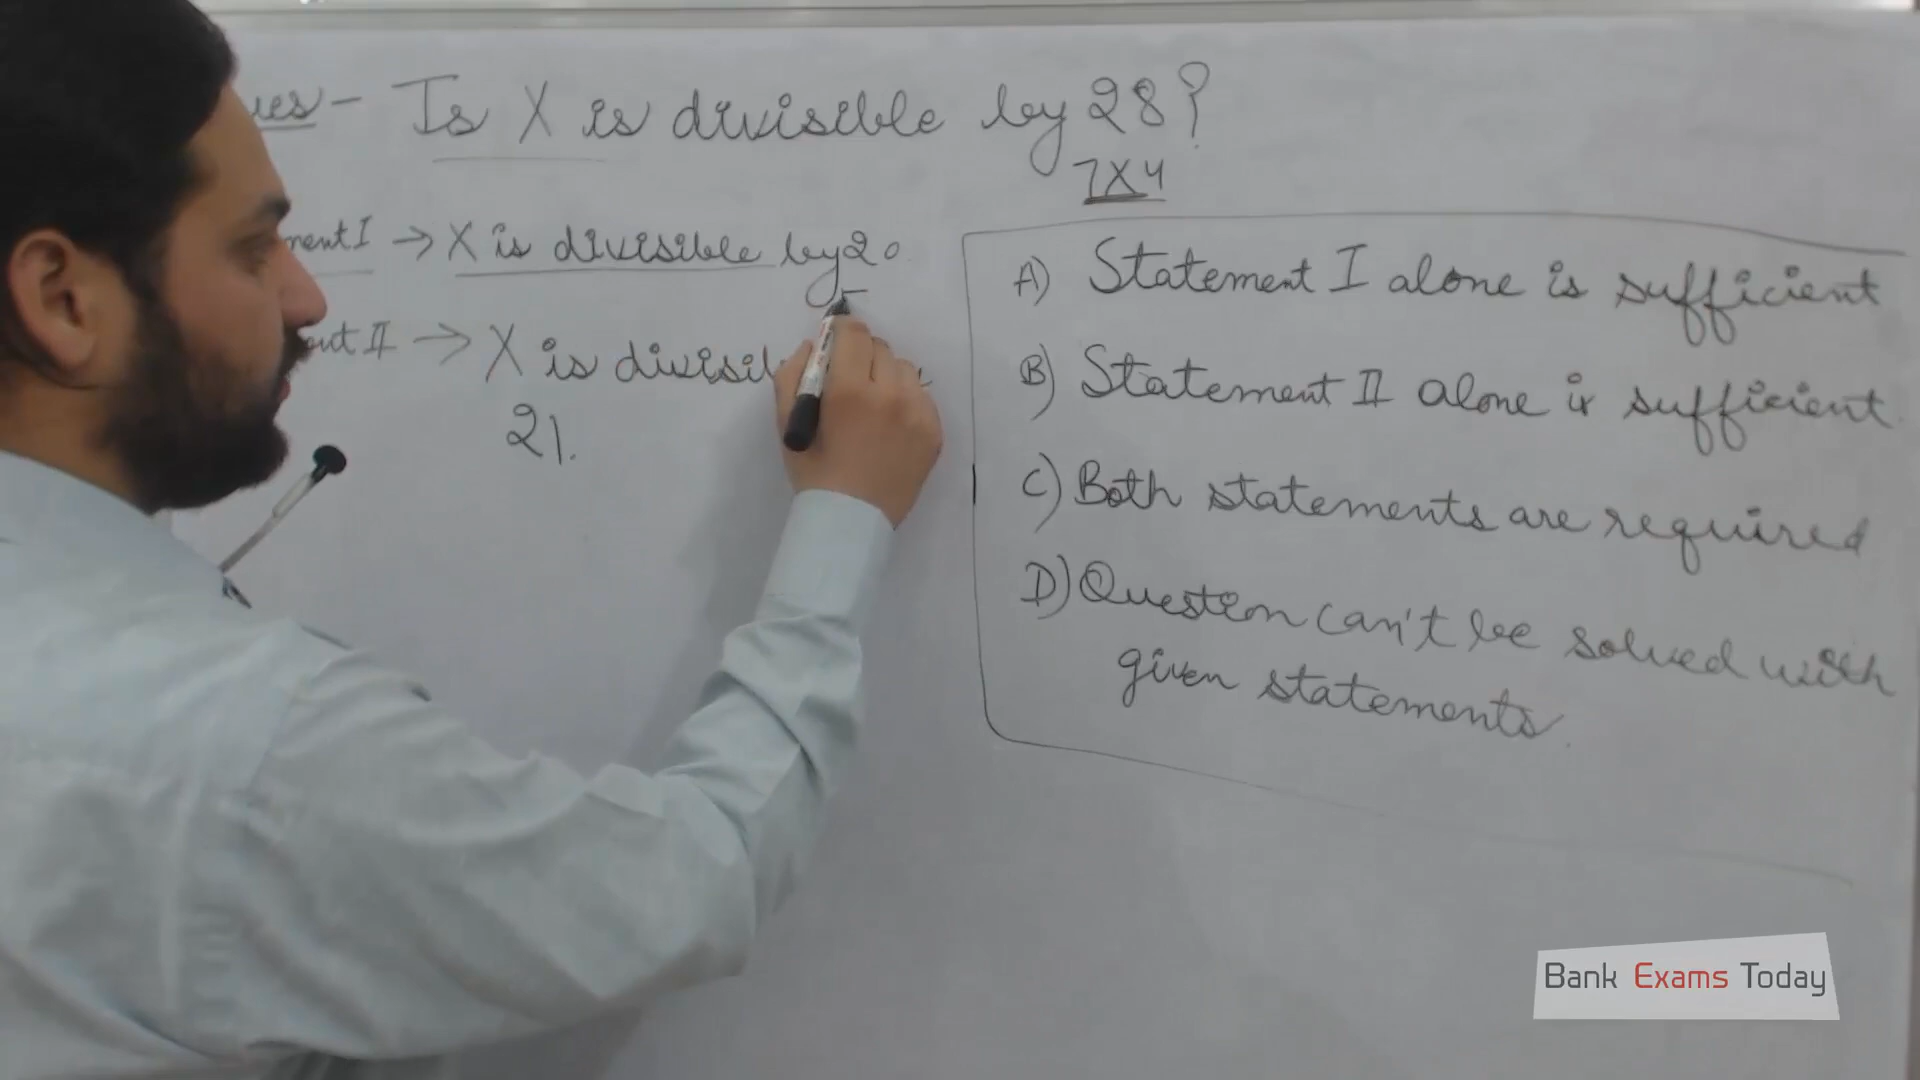 Is X is divisible by 28?
7X4
→ X is divisible by 20
II → X is
21.
A) Statement I alone is sufficient
B) Statement II alone is sufficient
C) Both statements are required
D) Question can't be solved with
given statements.
Bank Exams Today